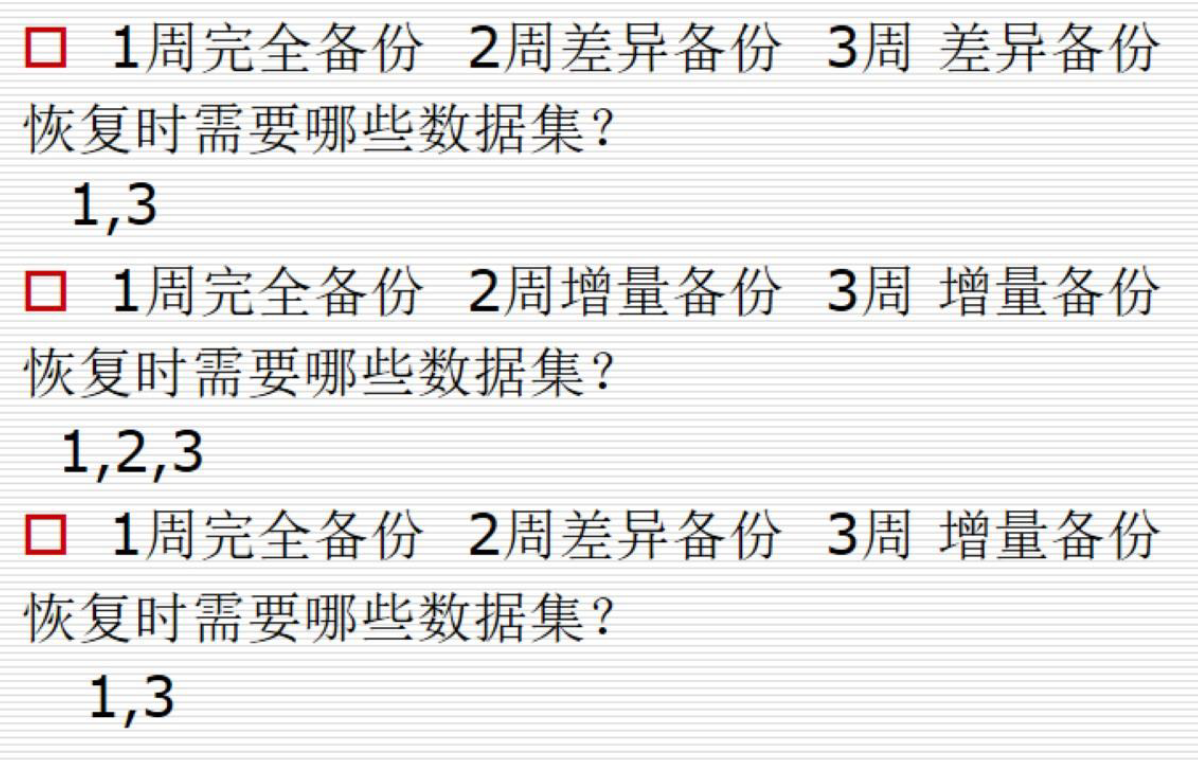 □ 1周完全备份 2周差异备份 3周 差异备份
恢复时需要哪些数据集？
1,3
□ 1周完全备份 2周增量备份 3周 增量备份
恢复时需要哪些数据集？
1,2,3
□ 1周完全备份 2周差异备份 3周 增量备份
恢复时需要哪些数据集？
1,3